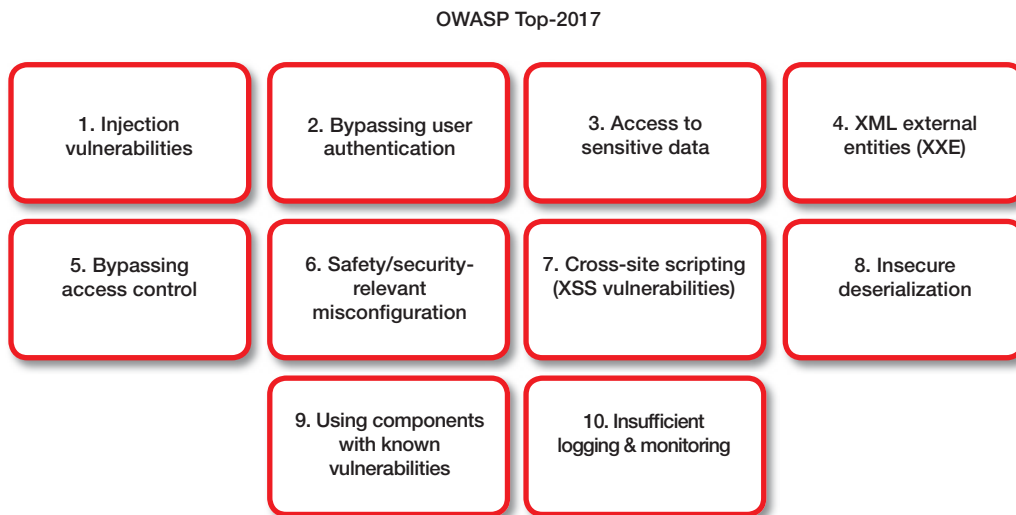 OWASP Top-2017
1. Injection
vulnerabilities
2. Bypassing user
authentication
3. Access to
sensitive data
4. XML external
entities (XXE)
5. Bypassing
access control
6. Safety/security-
relevant
misconfiguration
7. Cross-site scripting
(XSS vulnerabilities)
8. Insecure
deserialization
9. Using components
with known
vulnerabilities
10. Insufficient
logging & monitoring